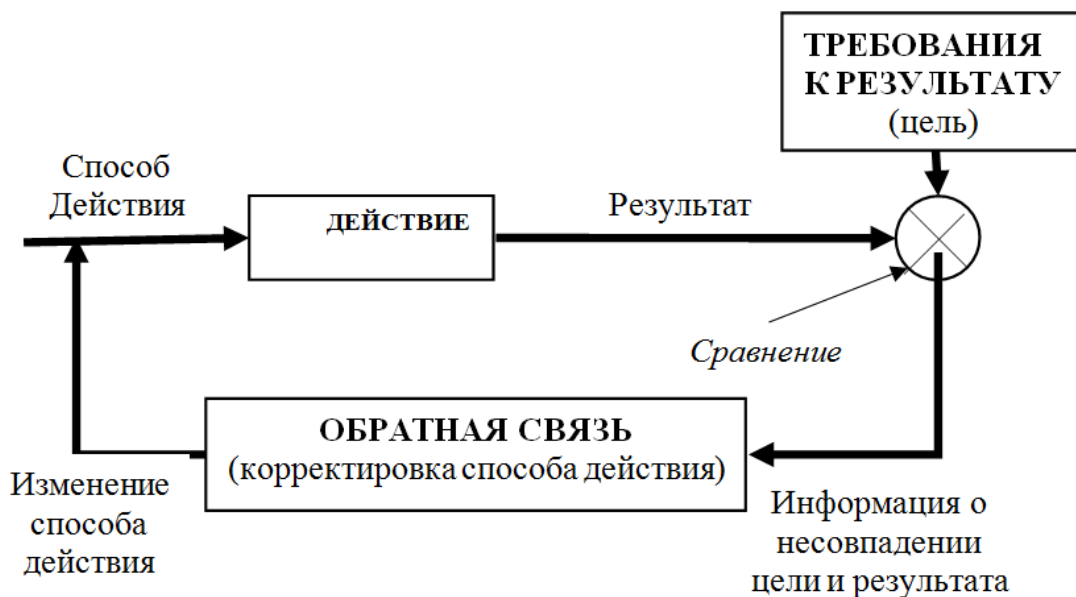 ТРЕБОВАНИЯ
К РЕЗУЛЬТАТУ
(цель)
Способ
Действия
ДЕЙСТВИЕ
Результат
Сравнение
ОБРАТНАЯ СВЯЗЬ
(корректировка способа действия)
Изменение
способа
действия
Информация о
несовпадении
цели и результата